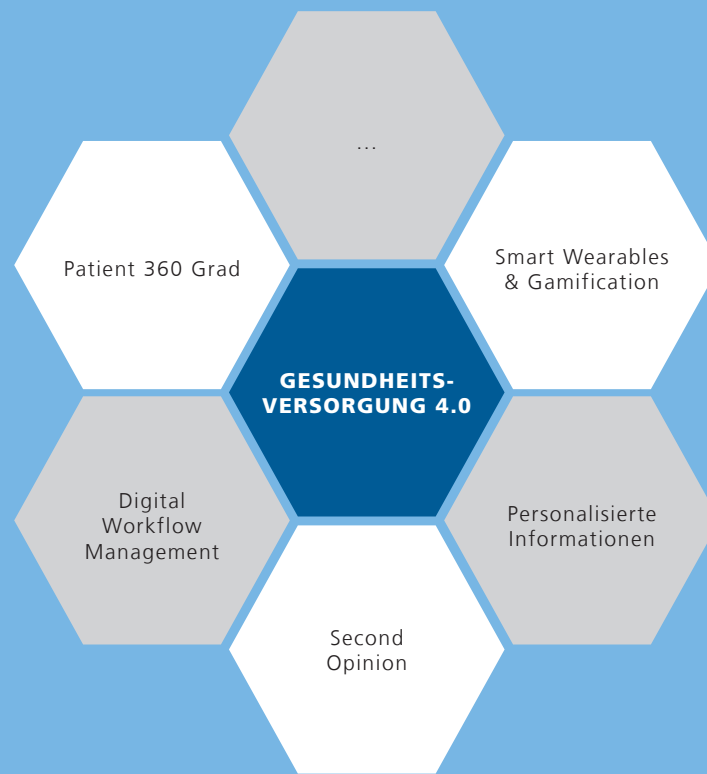 ...
Patient 360 Grad
Smart Wearables
& Gamification
GESUNDHEITS-
VERSORGUNG 4.0
Digital
Workflow
Management
Personalisierte
Informationen
Second
Opinion